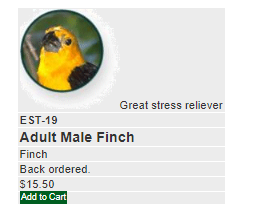 Great stress reliever
EST-19
Adult Male Finch
Finch
Back ordered.
$15.50
Add to Cart